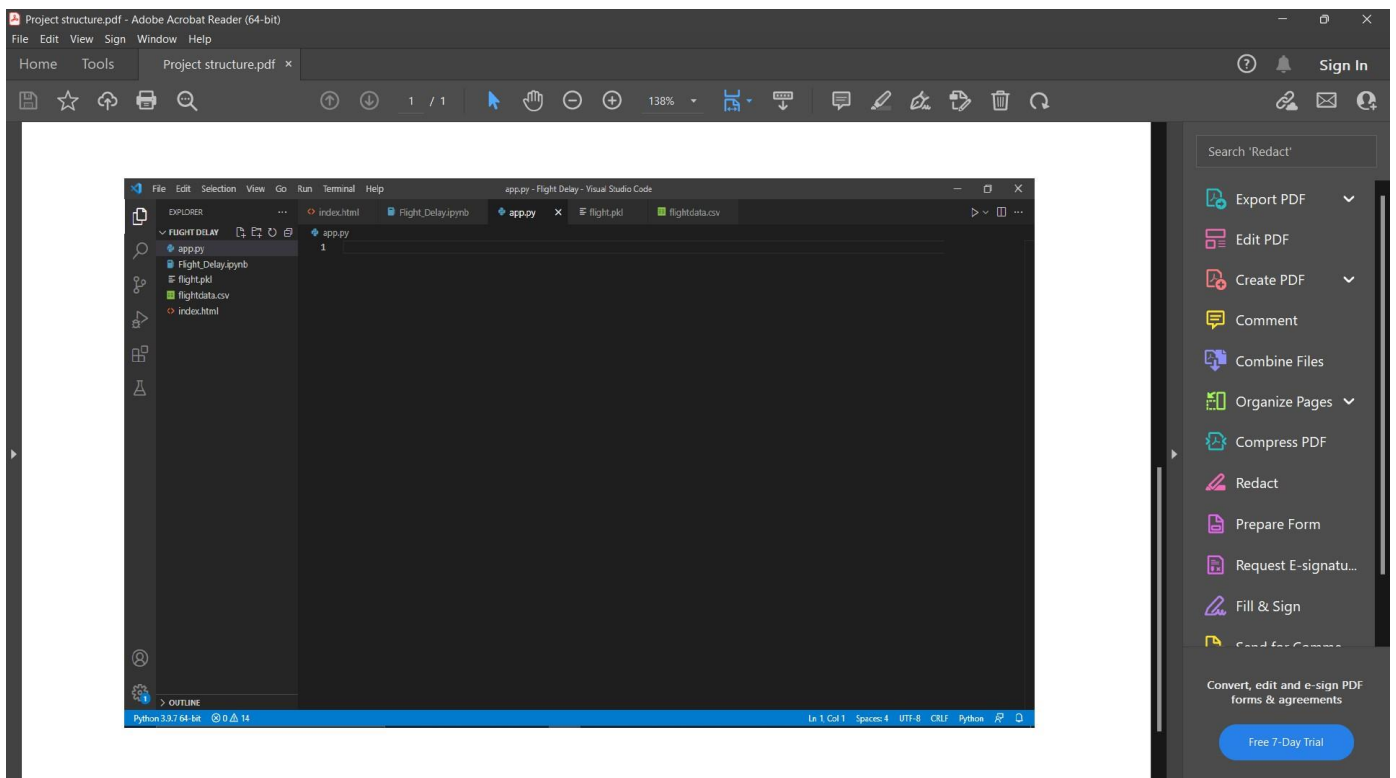 Project structure.pdf - Adobe Acrobat Reader (64-bit)
File Edit View Sign Window Help
Home Tools Project structure.pdf × Sign In
1 / 1 138%
Search 'Redact'
Export PDF
Edit PDF
Create PDF
Comment
Combine Files
Organize Pages
Compress PDF
Redact
Prepare Form
Request E-signatu...
Fill & Sign
Convert, edit and e-sign PDF
forms & agreements
Free 7-Day Trial
File Edit Selection View Go Run Terminal Help app.py - Flight Delay - Visual Studio Code
EXPLORER ... index.html Flight_Delay.ipynb app.py × flight.pkl flightdata.csv ...
FLIGHT DELAY app.py
app.py 1
Flight_Delay.ipynb
flight.pkl
flightdata.csv
index.html
OUTLINE
Python 3.9.7 64-bit 0 14 Ln 1, Col 1 Spaces: 4 UTF-8 CRLF Python
1